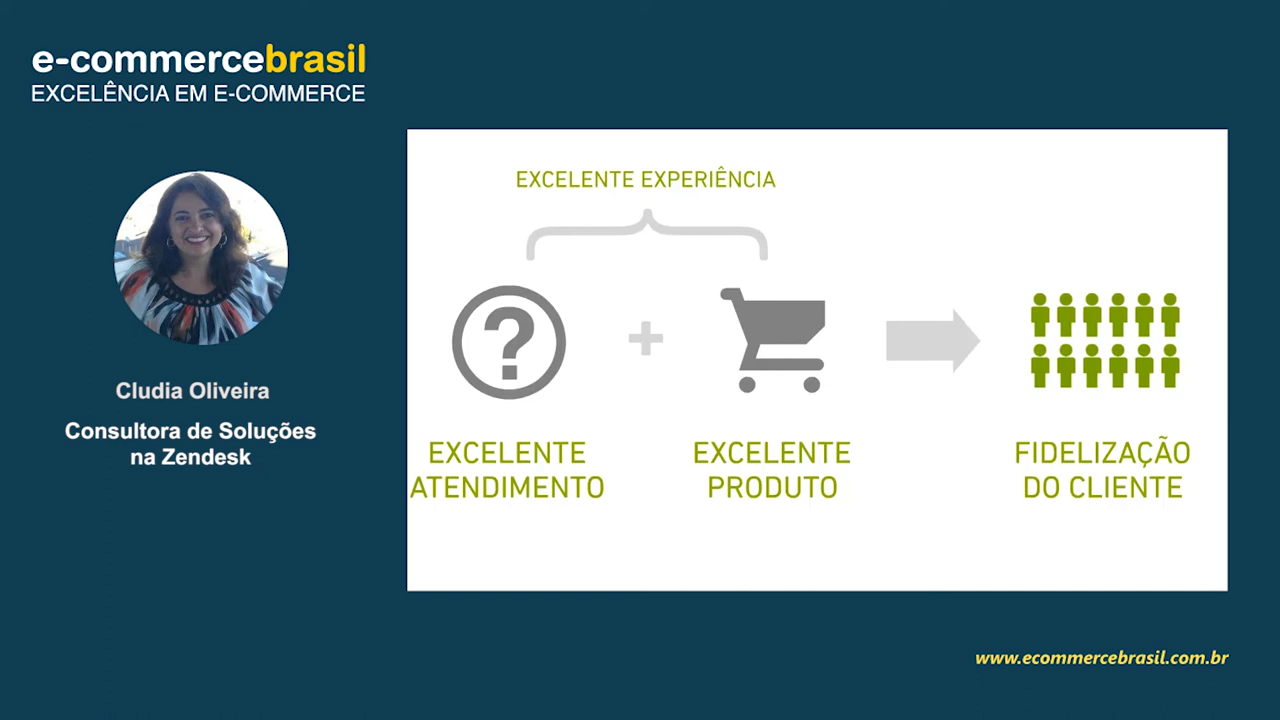 e-commercebrasil
EXCELÊNCIA EM E-COMMERCE
Cludia Oliveira
Consultora de Soluções
na Zendesk
EXCELENTE EXPERIÊNCIA
?
+
EXCELENTE
ATENDIMENTO
EXCELENTE
PRODUTO
FIDELIZAÇÃO
DO CLIENTE
www.ecommercebrasil.com.br